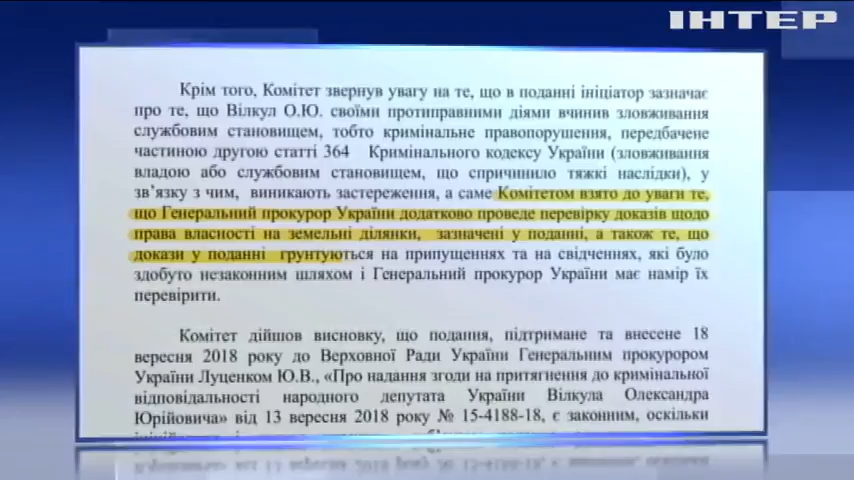 ІНТЕР
Крім того, Комітет звернув увагу на те, що в поданні ініціатор зазначає
про те, що Вілкул О.Ю. своїми протиправними діями вчинив зловживання
службовим становищем, тобто кримінальне правопорушення, передбачене
частиною другою статті 364 Кримінального кодексу України (зловживання
владою або службовим становищем, що спричинило тяжкі наслідки), у
зв’язку з чим, виникають застереження, а саме Комітетом взято до уваги те,
що Генеральний прокурор України додатково проведе перевірку доказів щодо
права власності на земельні ділянки, зазначені у поданні, а також те, що
докази у поданні грунтуються на припущеннях та на свідченнях, які було
здобуто незаконним шляхом і Генеральний прокурор України має намір їх
перевірити.
Комітет дійшов висновку, що подання, підтримане та внесене 18
вересня 2018 року до Верховної Ради України Генеральним прокурором
України Луценком Ю.В., «Про надання згоди на притягнення до кримінальної
відповідальності народного депутата України Вілкула Олександра
Юрійовича» від 13 вересня 2018 року № 15-4188-18, є законним, оскільки